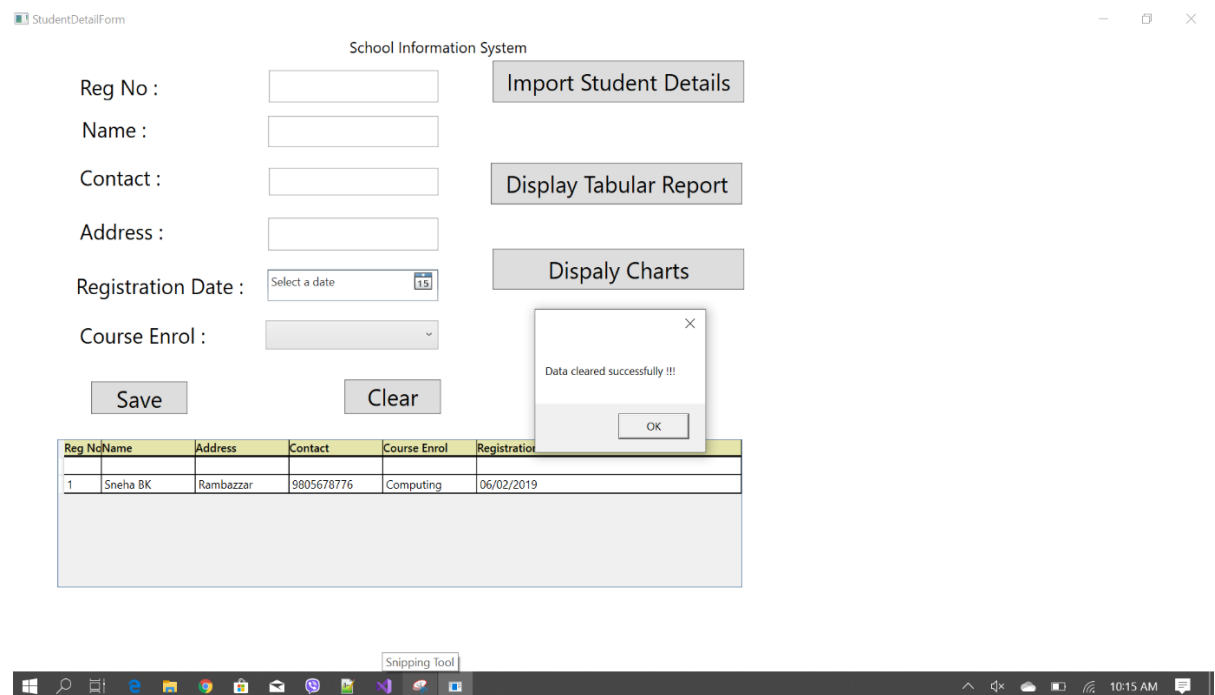 StudentDetailForm
School Information System
Reg No :
Import Student Details
Name :
Contact :
Display Tabular Report
Address :
Registration Date :
Select a date
15
Dispaly Charts
Course Enrol :
Data cleared successfully !!!
OK
Save
Clear
Reg No Name Address Contact Course Enrol Registration
1 Sneha BK Rambazzar 9805678776 Computing 06/02/2019
Snipping Tool
10:15 AM